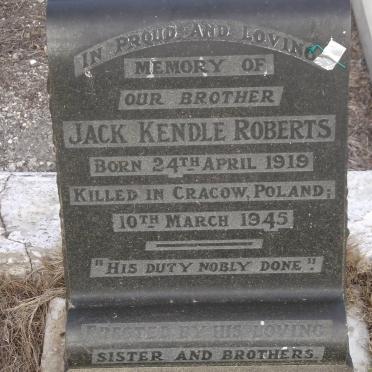 IN PROUD AND LOVING
MEMORY OF
OUR BROTHER
JACK KENDLE ROBERTS
BORN 24TH APRIL 1919
KILLED IN CRACOW, POLAND;
10TH MARCH 1945
"HIS DUTY NOBLY DONE".
ERECTED BY HIS LOVING
SISTER AND BROTHERS